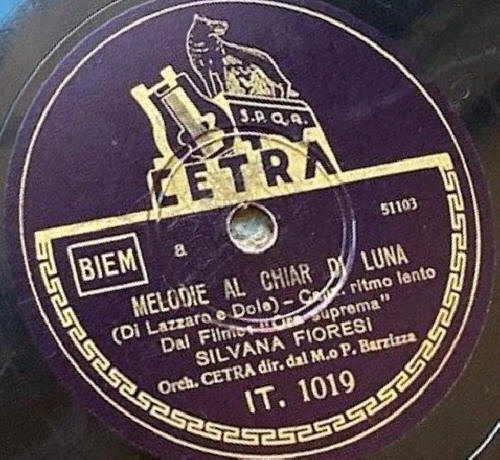 S.P.Q.R.
CETRA
51103
BIEM
a
MELODIE AL CHIAR DI LUNA
(Di Lazzaro e Dole) - Canz. ritmo lento
Dal Film: "Ora suprema"
SILVANA FIORESI
Orch. CETRA dir. dal M.o P. Barzizza
IT. 1019